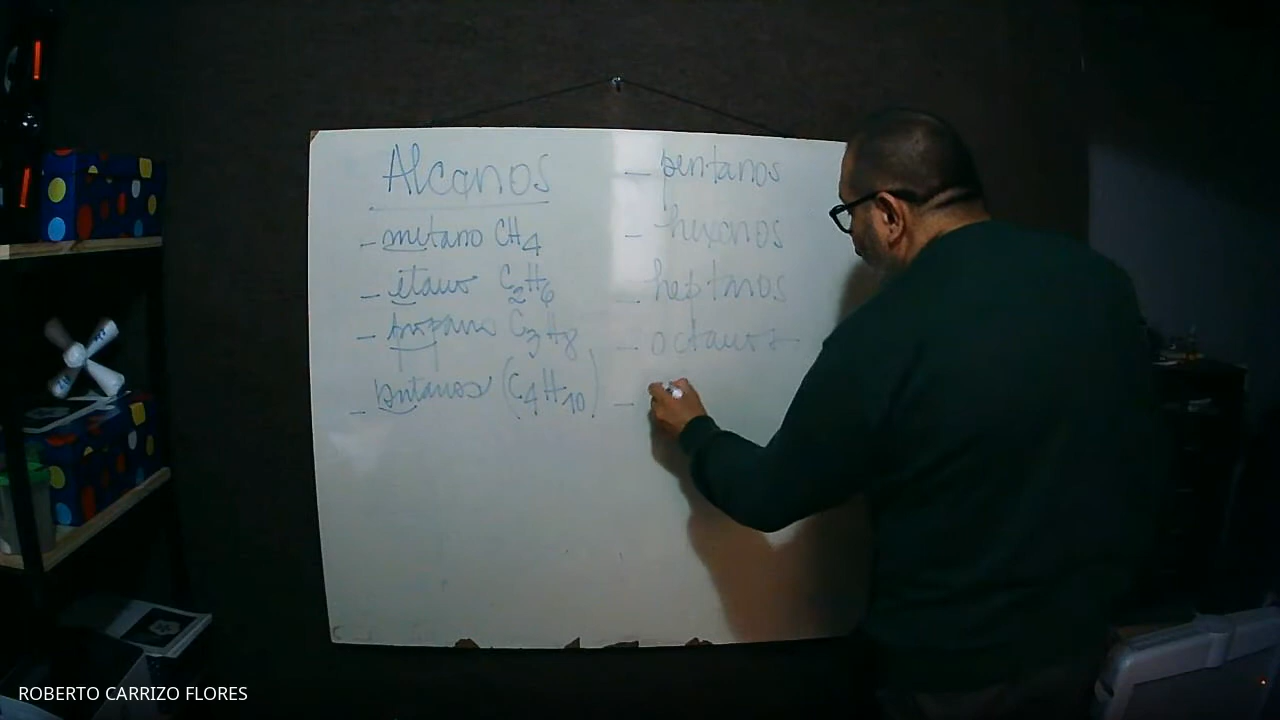 Alcanos
- metano CH4
- etano C2H6
- propano C3H8
- butanos (C4H10)
- pentanos
- hexanos
- heptanos
- octanos
-
ROBERTO CARRIZO FLORES